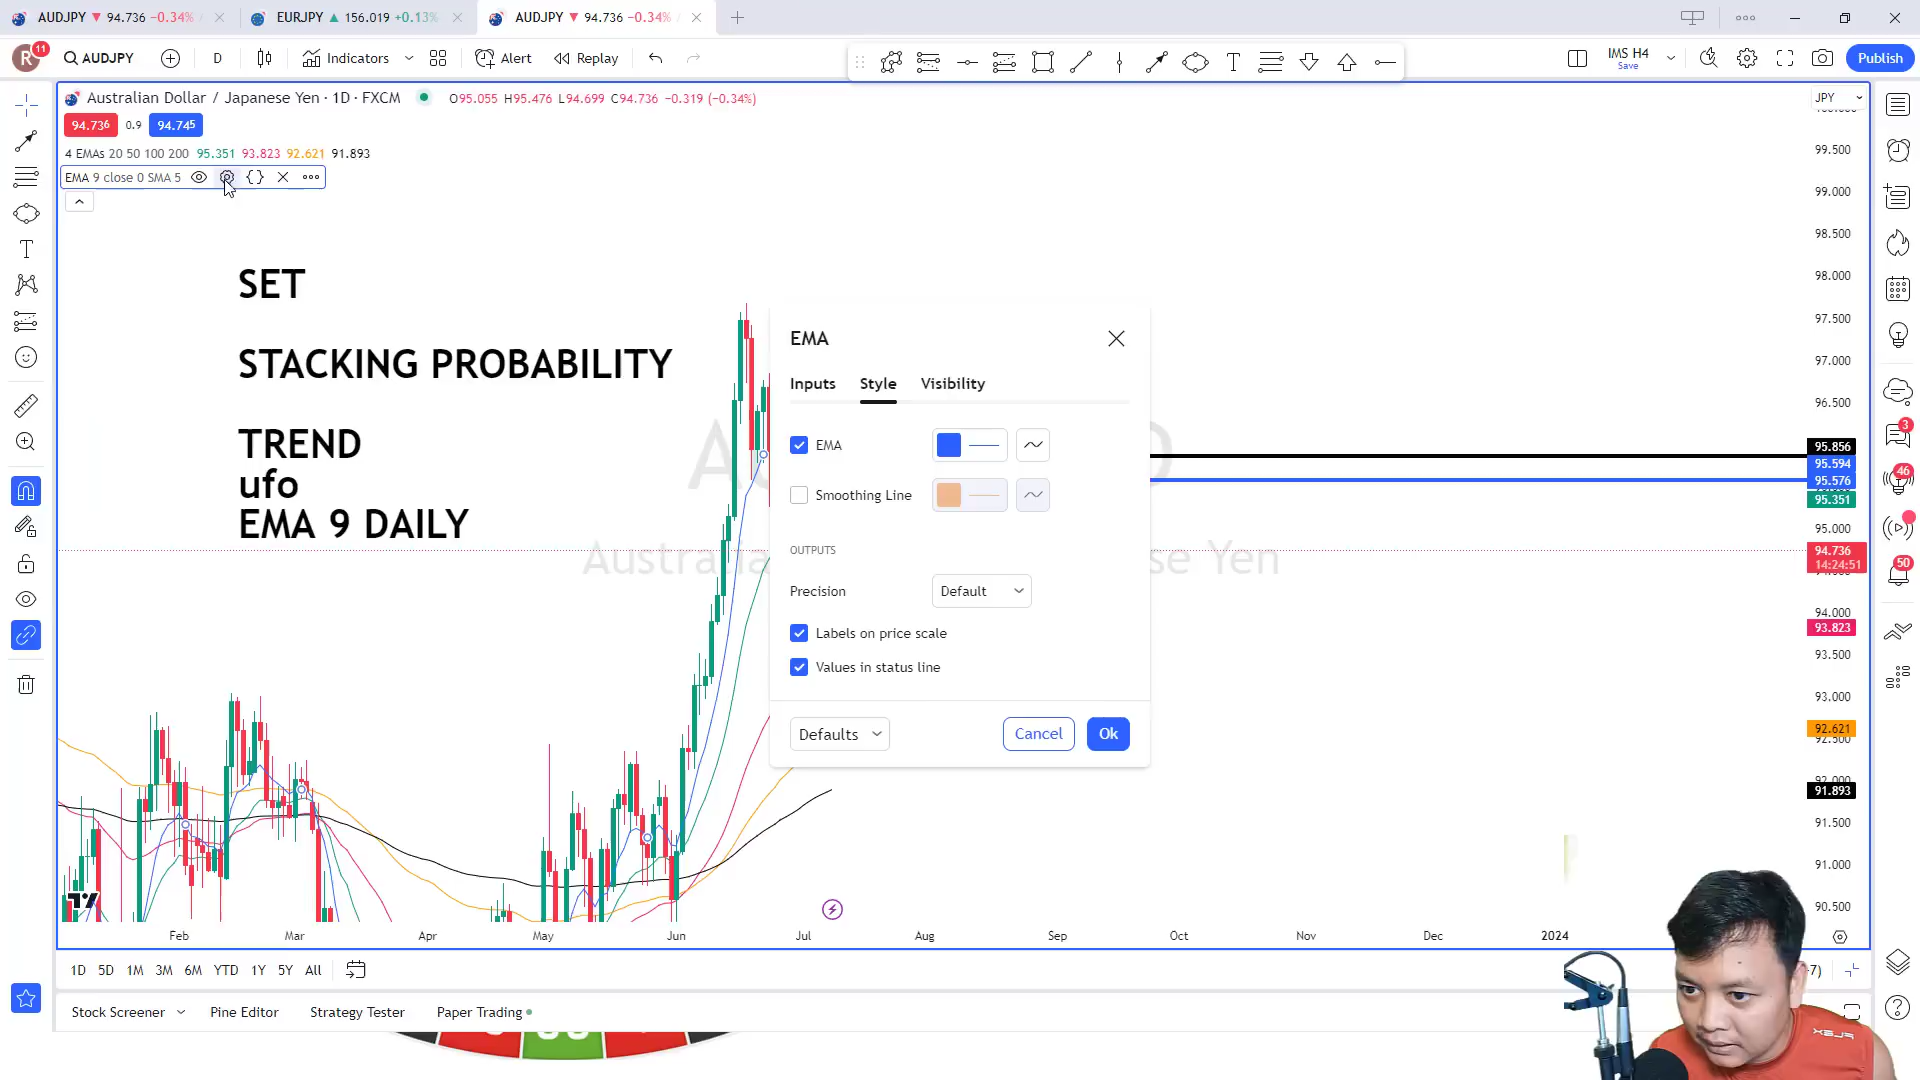 AUDJPY ▼ 94.736 −0.34%
EURJPY ▲ 156.019 +0.13%
AUDJPY ▼ 94.736 −0.34%
R 11
AUDJPY
D
Indicators
Alert
Replay
IMS H4
Save
Publish
Australian Dollar / Japanese Yen · 1D · FXCM
O95.055 H95.476 L94.699 C94.736 −0.319 (−0.34%)
JPY
94.736 0.9 94.745
4 EMAs 20 50 100 200 95.351 93.823 92.621 91.893
EMA 9 close 0 SMA 5
SET
STACKING PROBABILITY
TREND
ufo
EMA 9 DAILY
EMA
Inputs
Style
Visibility
EMA
Smoothing Line
OUTPUTS
Precision
Default
Labels on price scale
Values in status line
Defaults
Cancel
Ok
99.500
99.000
98.500
98.000
97.500
97.000
96.500
95.856
95.594
95.576
95.351
95.000
94.736
14:24:51
94.000
93.823
93.500
93.000
92.621
92.500
92.000
91.893
91.500
91.000
90.500
3
46
50
Feb
Mar
Apr
May
Jun
Jul
Aug
Sep
Oct
Nov
Dec
2024
1D
5D
1M
3M
6M
YTD
1Y
5Y
All
Stock Screener
Pine Editor
Strategy Tester
Paper Trading